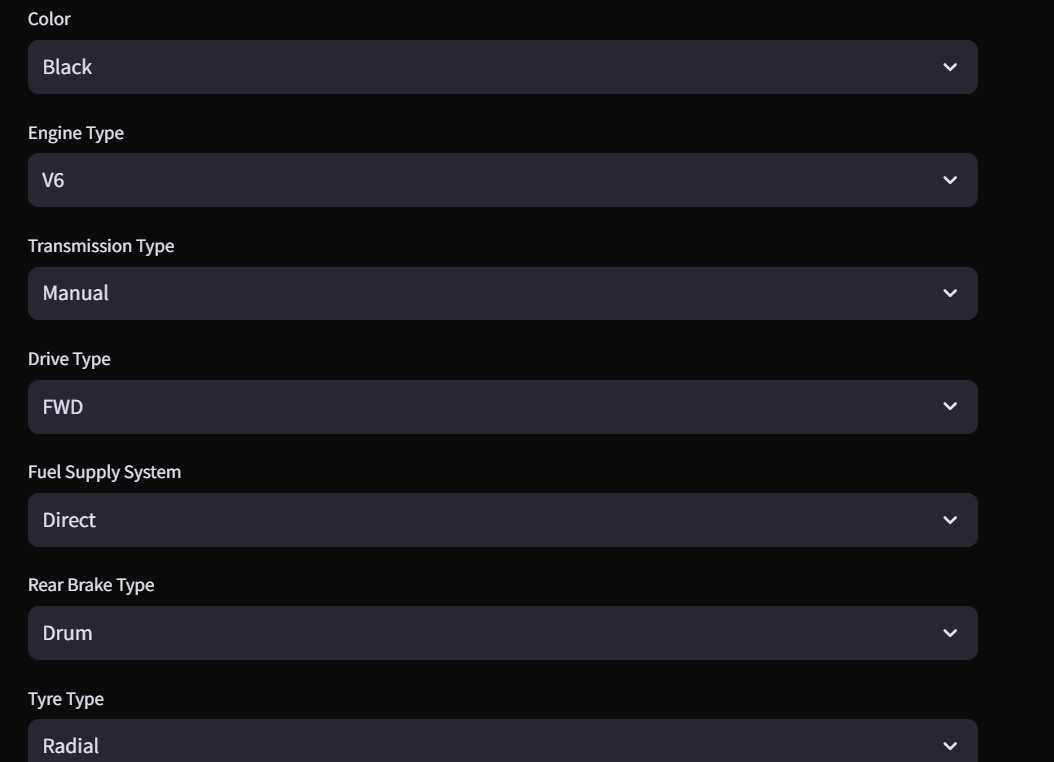 Color
Black
Engine Type
V6
Transmission Type
Manual
Drive Type
FWD
Fuel Supply System
Direct
Rear Brake Type
Drum
Tyre Type
Radial